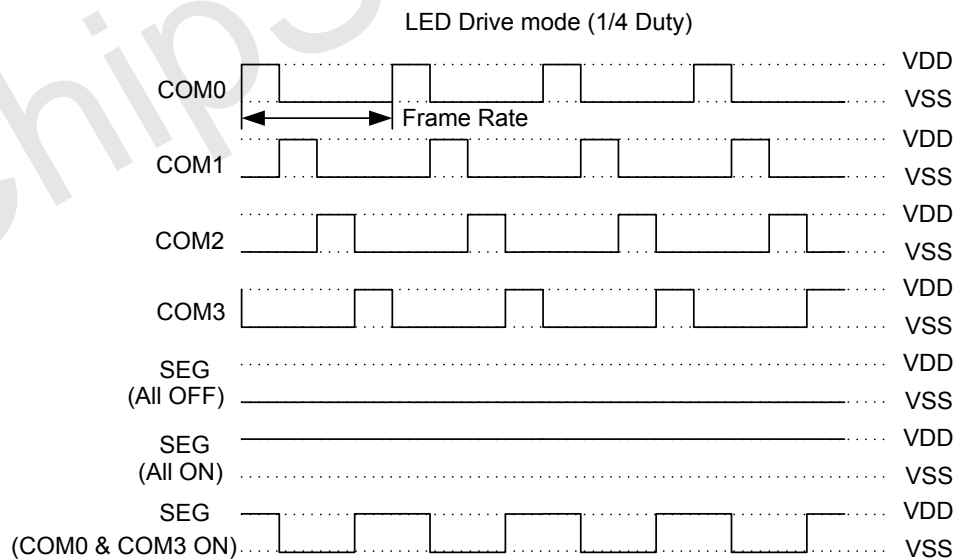 LED Drive mode (1/4 Duty)
COM0
VDD
VSS
Frame Rate
COM1
VDD
VSS
COM2
VDD
VSS
COM3
VDD
VSS
SEG
(All OFF)
VDD
VSS
SEG
(All ON)
VDD
VSS
SEG
(COM0 & COM3 ON)
VDD
VSS